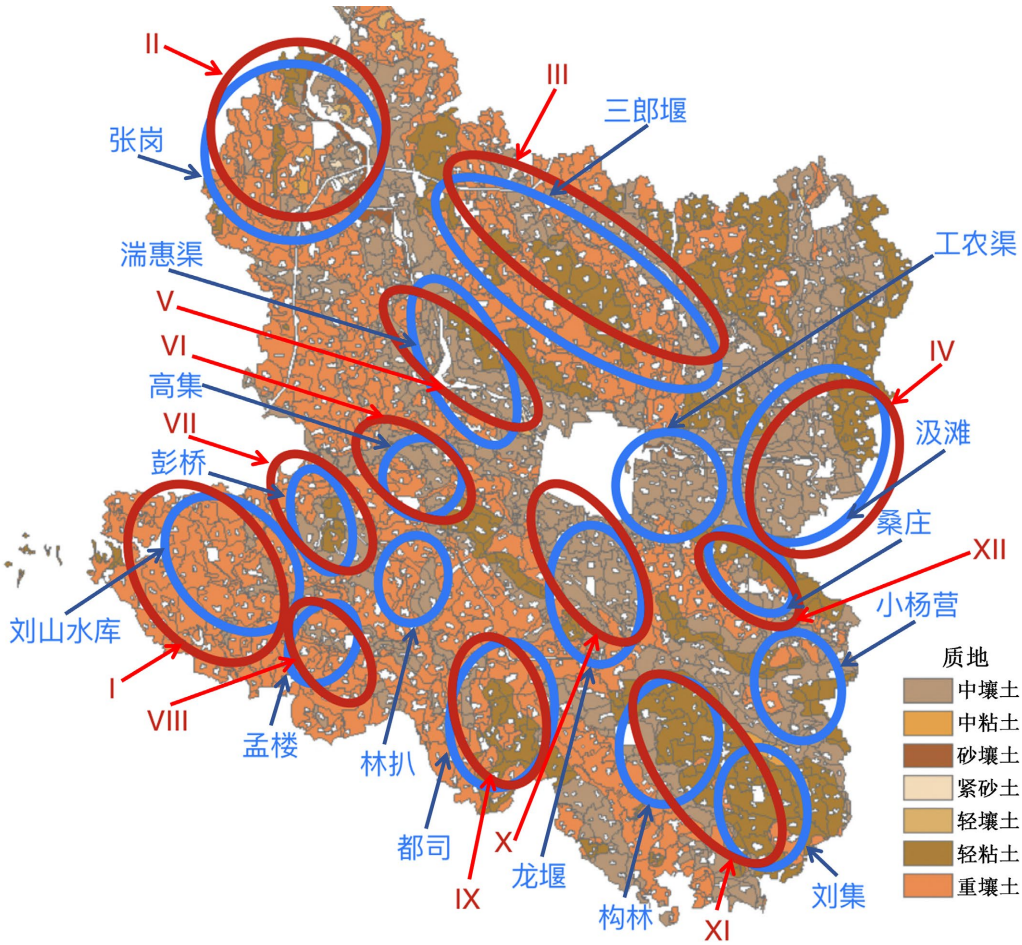 II
III
三郎堰
张岗
工农渠
湍惠渠
V
VI
IV
高集
VII
汲滩
彭桥
桑庄
XII
小杨营
刘山水库
I
VIII
孟楼
林扒
都司
X
龙堰
IX
构林
刘集
XI
质地
中壤土
中粘土
砂壤土
紧砂土
轻壤土
轻粘土
重壤土